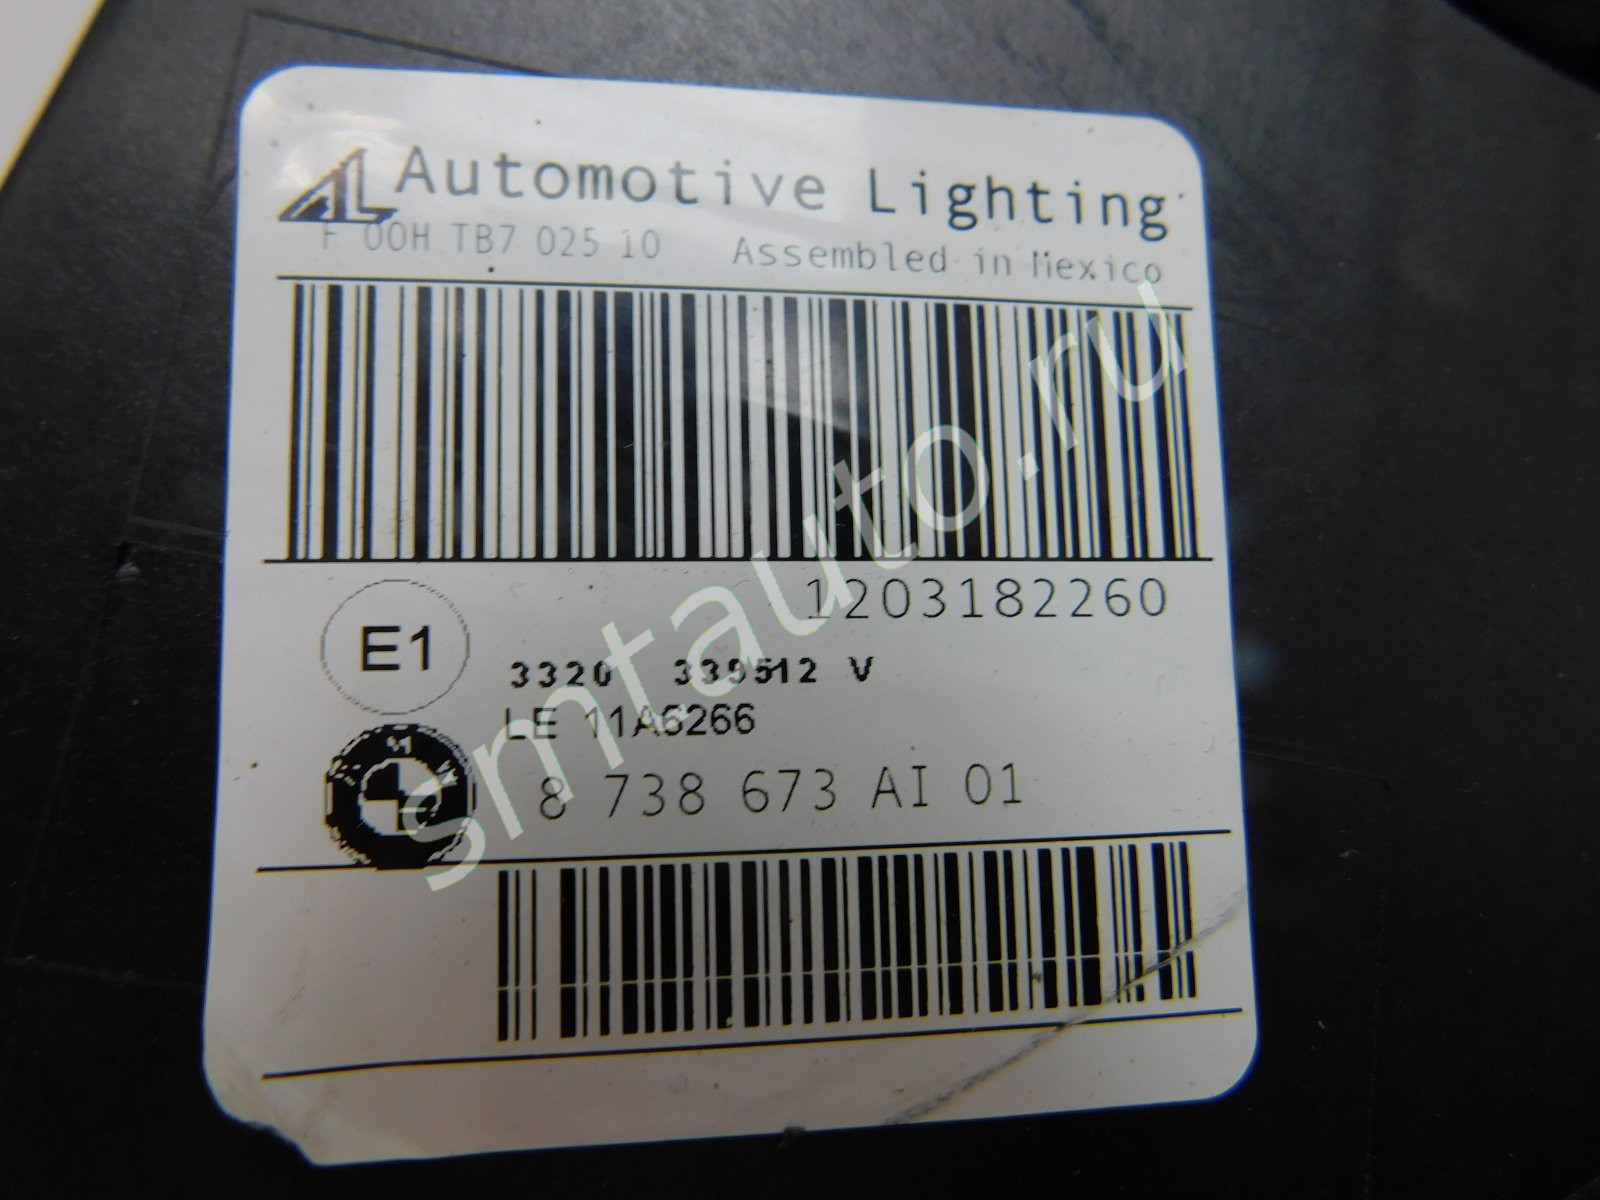 AL Automotive Lighting
F 00H TB7 025 10 Assembled in Mexico
1203182260
E1
3320 339512 V
LE 11A6266
8 738 673 AI 01
smtauto.ru